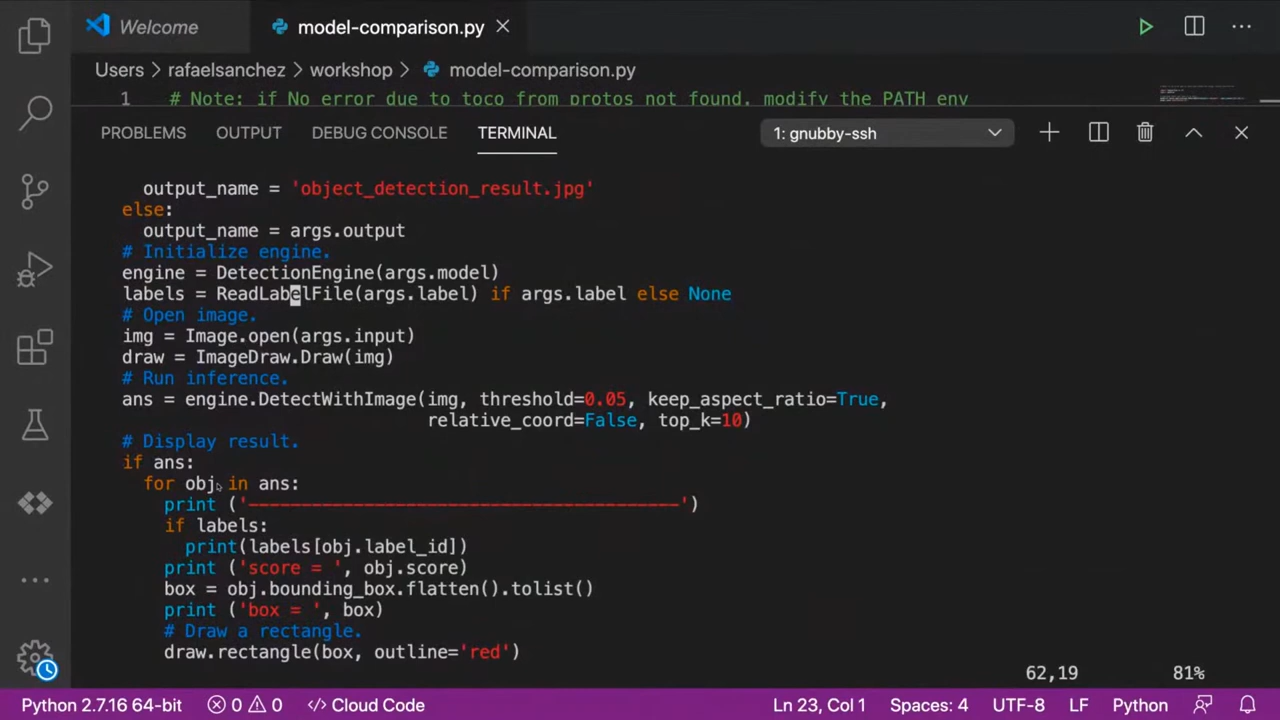 Welcome
model-comparison.py
Users > rafaelsanchez > workshop > model-comparison.py
1 # Note: if No error due to toco from protos not found, modify the PATH env
PROBLEMS OUTPUT DEBUG CONSOLE TERMINAL 1: gnubby-ssh
output_name = 'object_detection_result.jpg'
else:
output_name = args.output
# Initialize engine.
engine = DetectionEngine(args.model)
labels = ReadLabelFile(args.label) if args.label else None
# Open image.
img = Image.open(args.input)
draw = ImageDraw.Draw(img)
# Run inference.
ans = engine.DetectWithImage(img, threshold=0.05, keep_aspect_ratio=True,
relative_coord=False, top_k=10)
# Display result.
if ans:
for obj in ans:
print ('-----------------------------------------')
if labels:
print(labels[obj.label_id])
print ('score = ', obj.score)
box = obj.bounding_box.flatten().tolist()
print ('box = ', box)
# Draw a rectangle.
draw.rectangle(box, outline='red')
62,19 81%
Python 2.7.16 64-bit 0 0 Cloud Code Ln 23, Col 1 Spaces: 4 UTF-8 LF Python